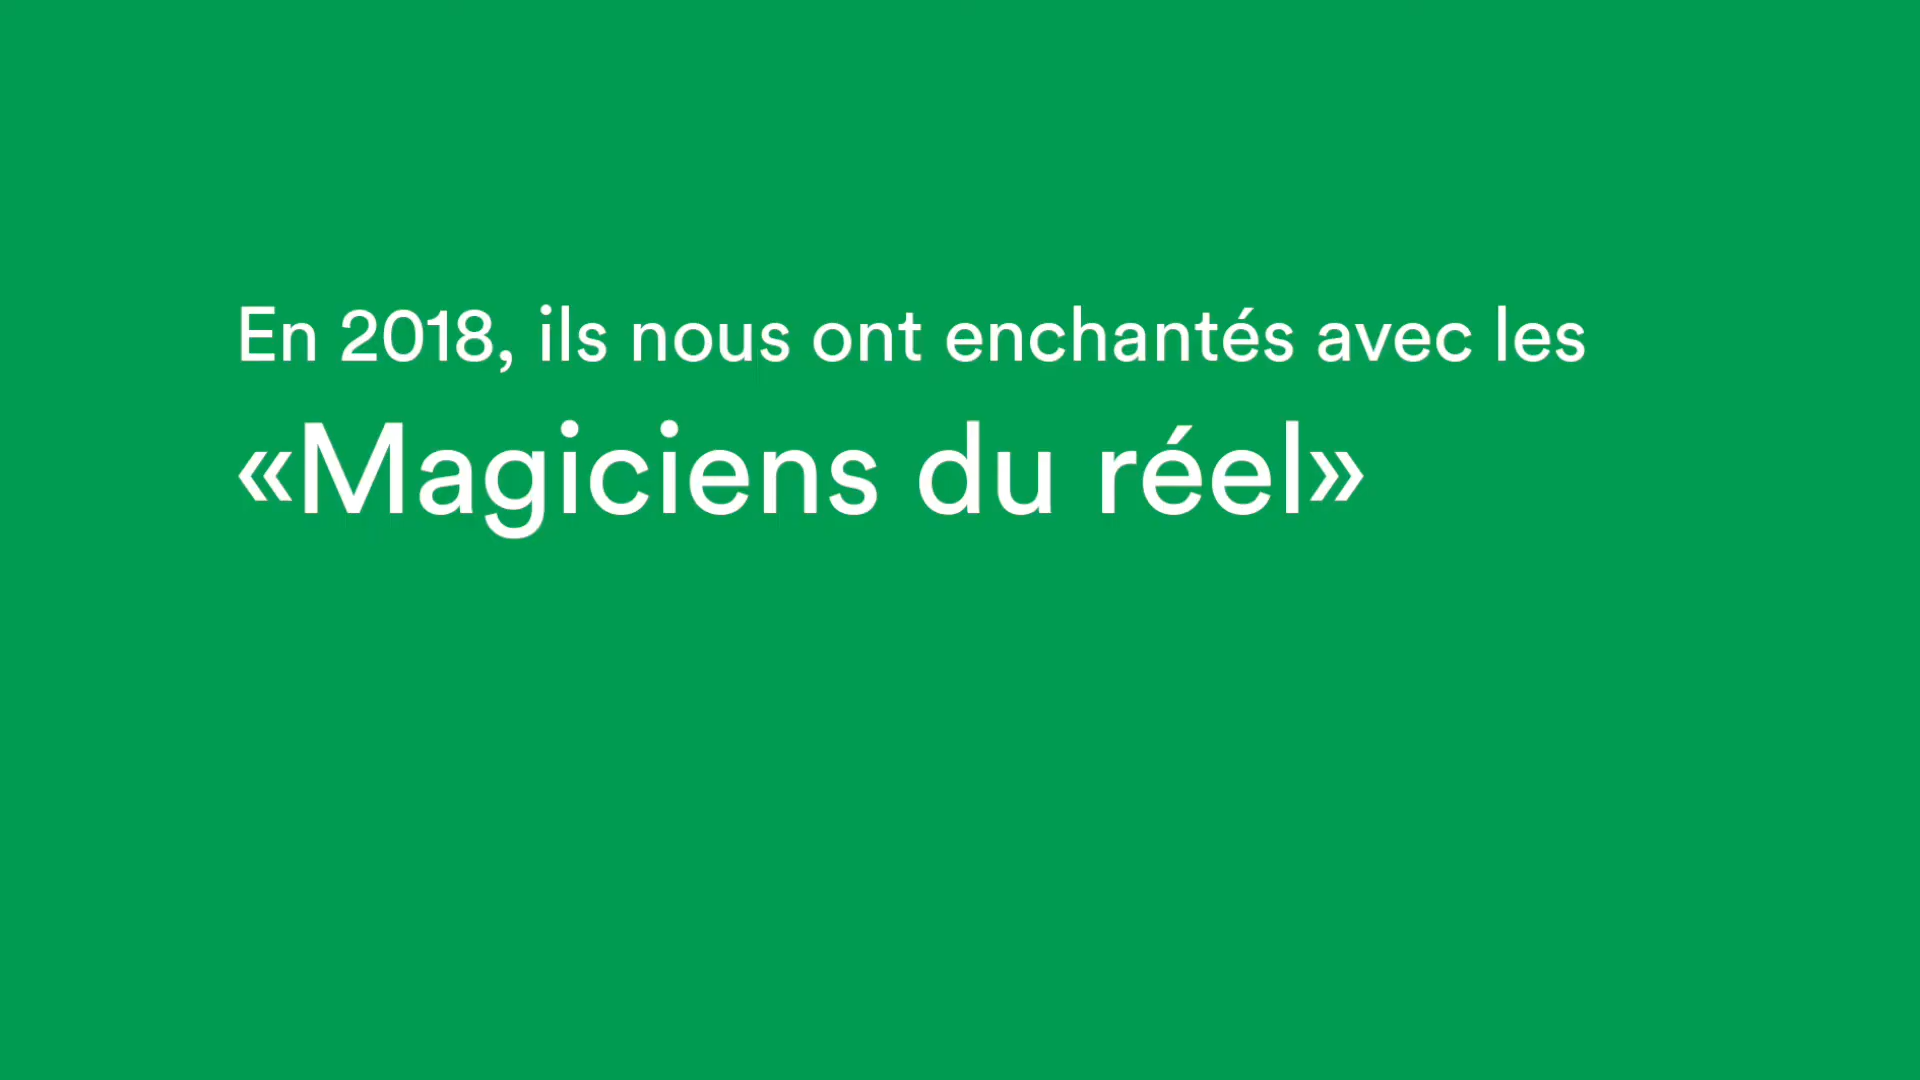 En 2018, ils nous ont enchantés avec les
«Magiciens du réel»